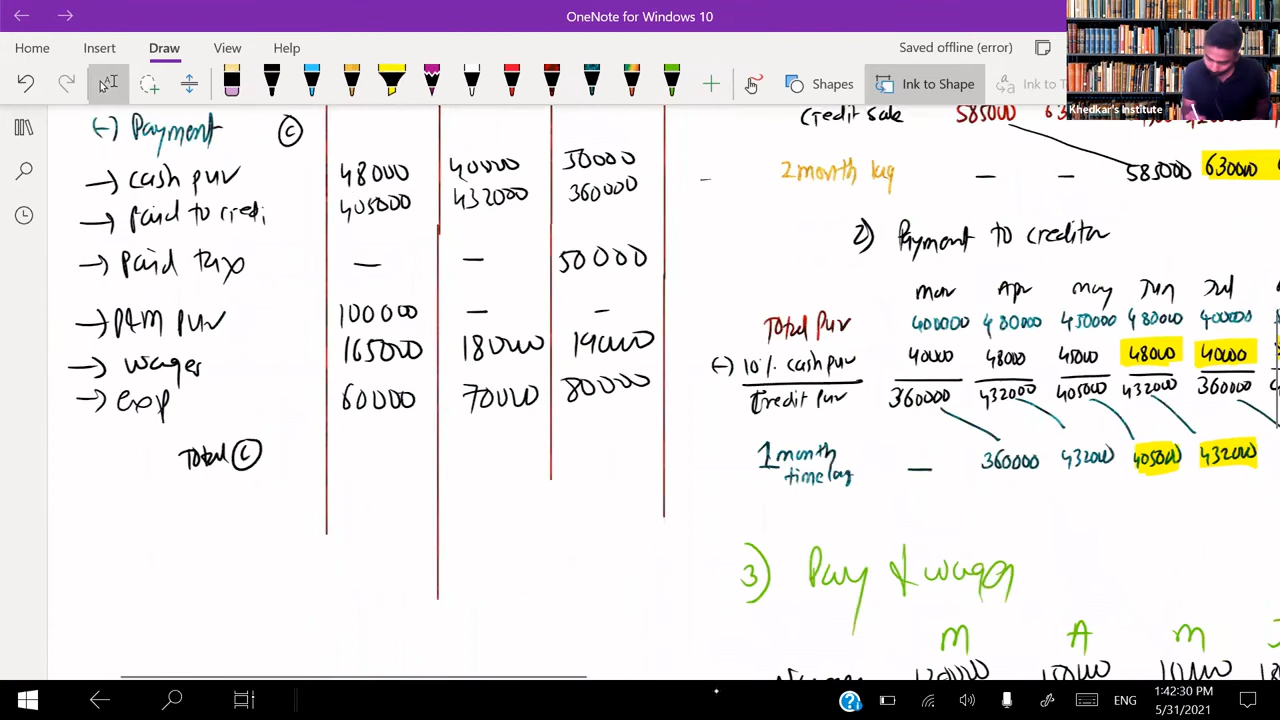 OneNote for Windows 10
Home Insert Draw View Help
Saved offline (error)
Shapes
Ink to Shape
Ink to T
Khedkar's Institute
(-) Payment (C)
→ cash pur 48000 40000 50000
→ Paid to credi 405000 432000 360000
→ Paid tax — — 50000
→ P&M pur 100000 - -
→ wages 165000 180000 190000
→ exp 60000 70000 80000
Total (C)
Credit sale 585000 63
2 month lag — — 585000 630000
2) Payment to creditor
Mar Apr May Jun Jul
Total Pur 400000 480000 450000 480000 400000
(-) 10% cash pur 40000 48000 45000 48000 40000
Credit pur 360000 432000 405000 432000 360000
1 month — 360000 432000 405000 432000
time lag
3) Pay of wages
M A M
ENG
1:42:30 PM
5/31/2021